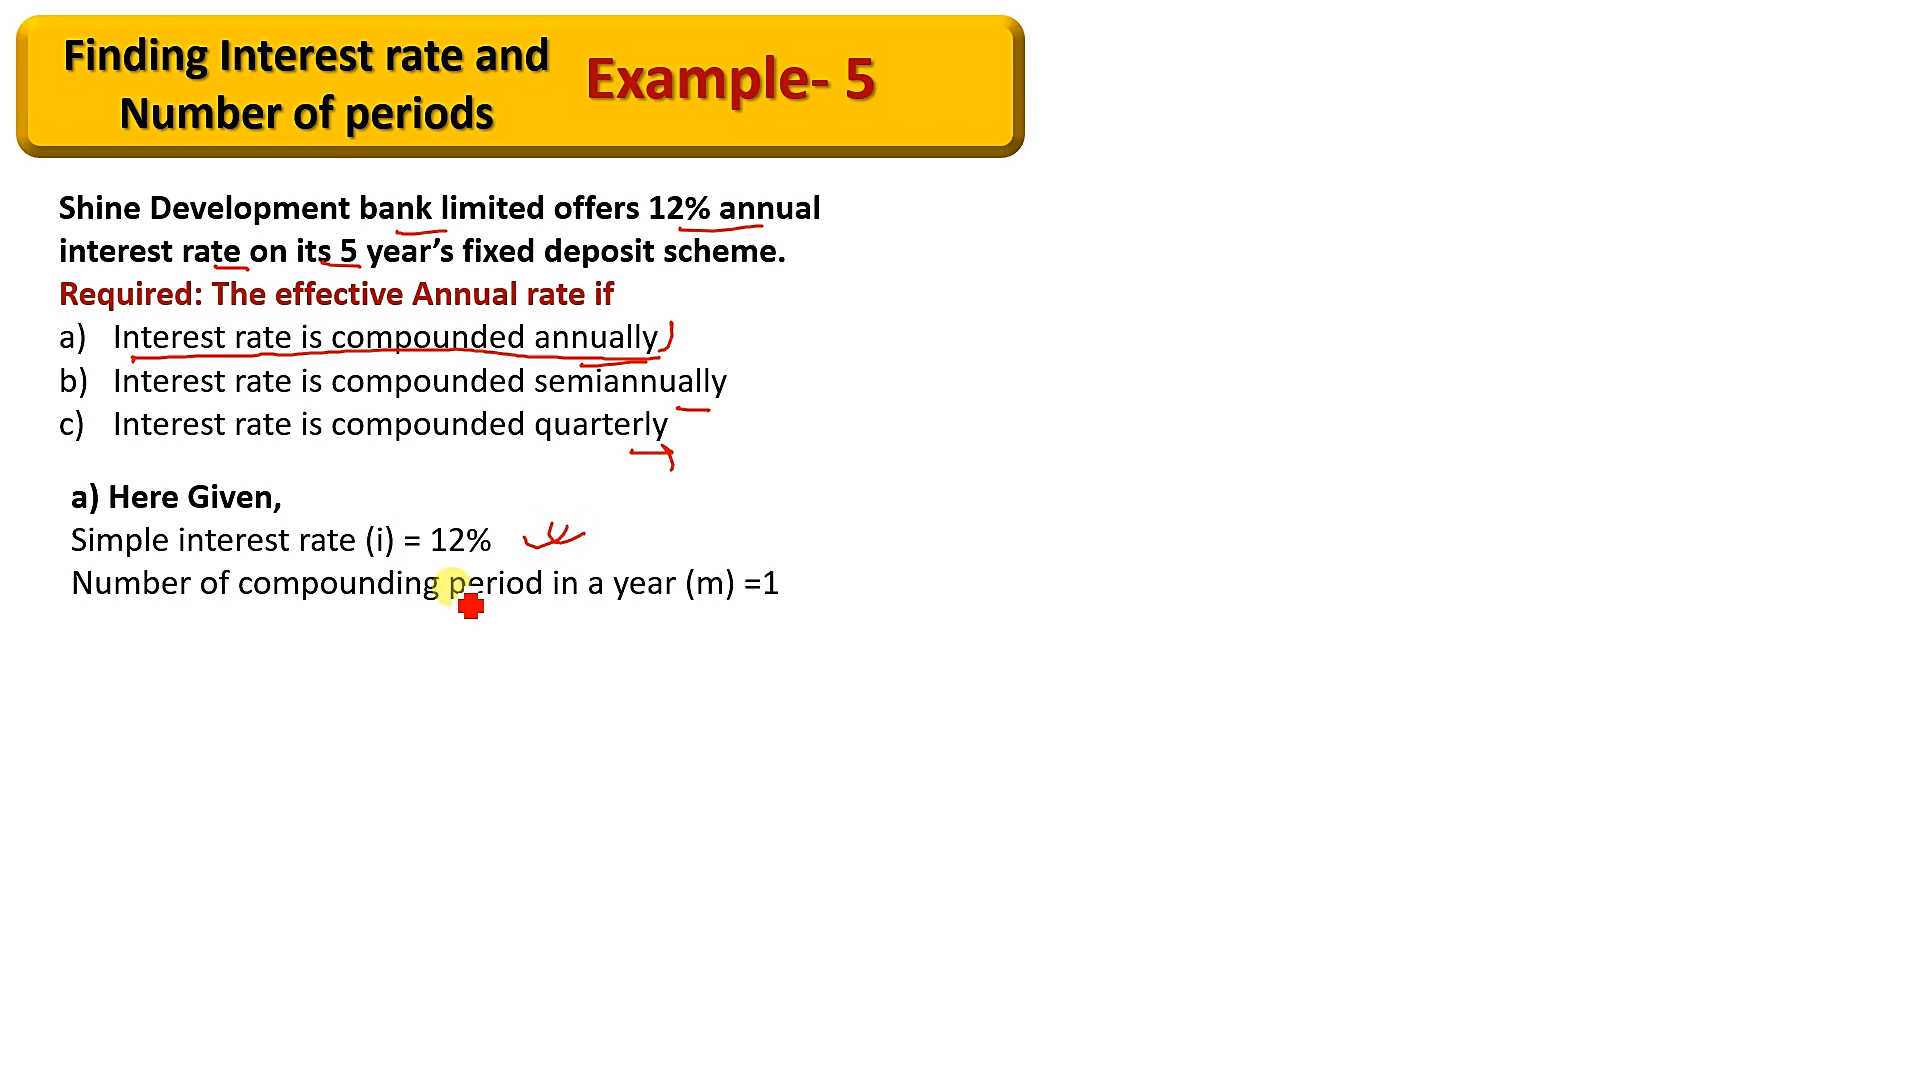 Finding Interest rate and
Number of periods
Example- 5
Shine Development bank limited offers 12% annual
interest rate on its 5 year’s fixed deposit scheme.
Required: The effective Annual rate if
a) Interest rate is compounded annually
b) Interest rate is compounded semiannually
c) Interest rate is compounded quarterly
a) Here Given,
Simple interest rate (i) = 12%
Number of compounding period in a year (m) =1